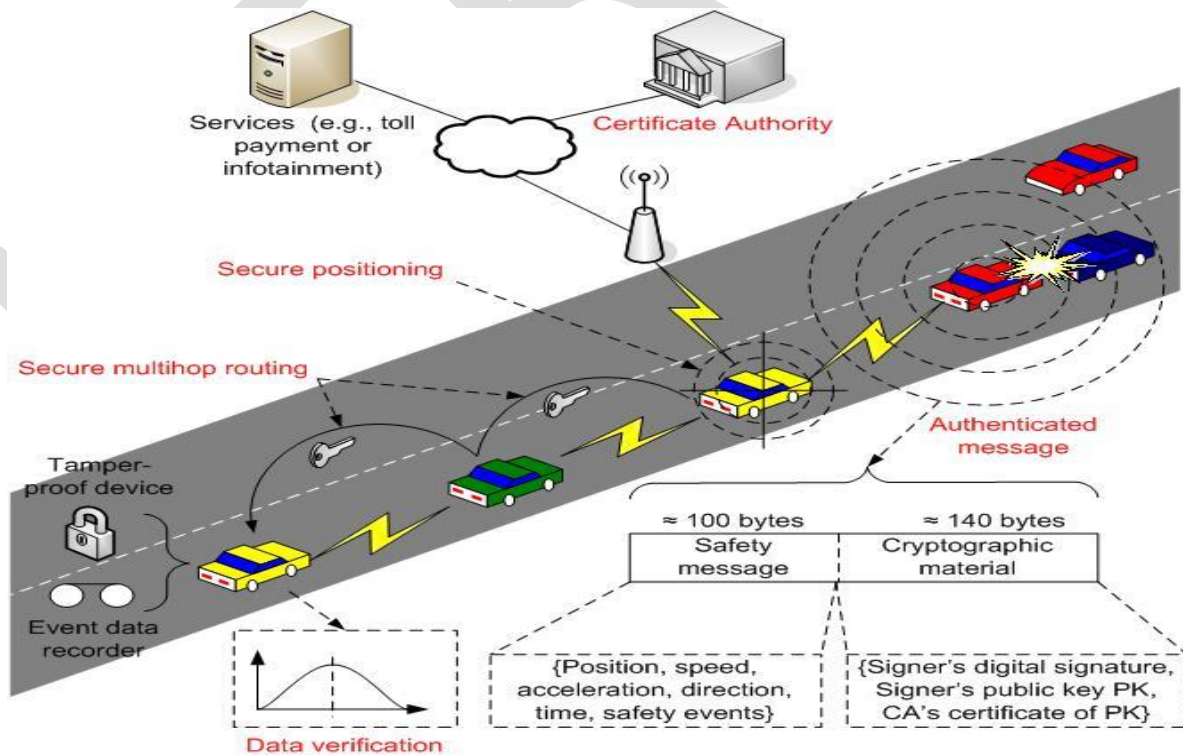 Services (e.g., toll
payment or
infotainment)
Certificate Authority
Secure positioning
Secure multihop routing
Authenticated
message
Tamper-
proof device
Event data
recorder
≈ 100 bytes
≈ 140 bytes
Safety
message
Cryptographic
material
{Position, speed,
acceleration, direction,
time, safety events}
{Signer's digital signature,
Signer's public key PK,
CA's certificate of PK}
Data verification